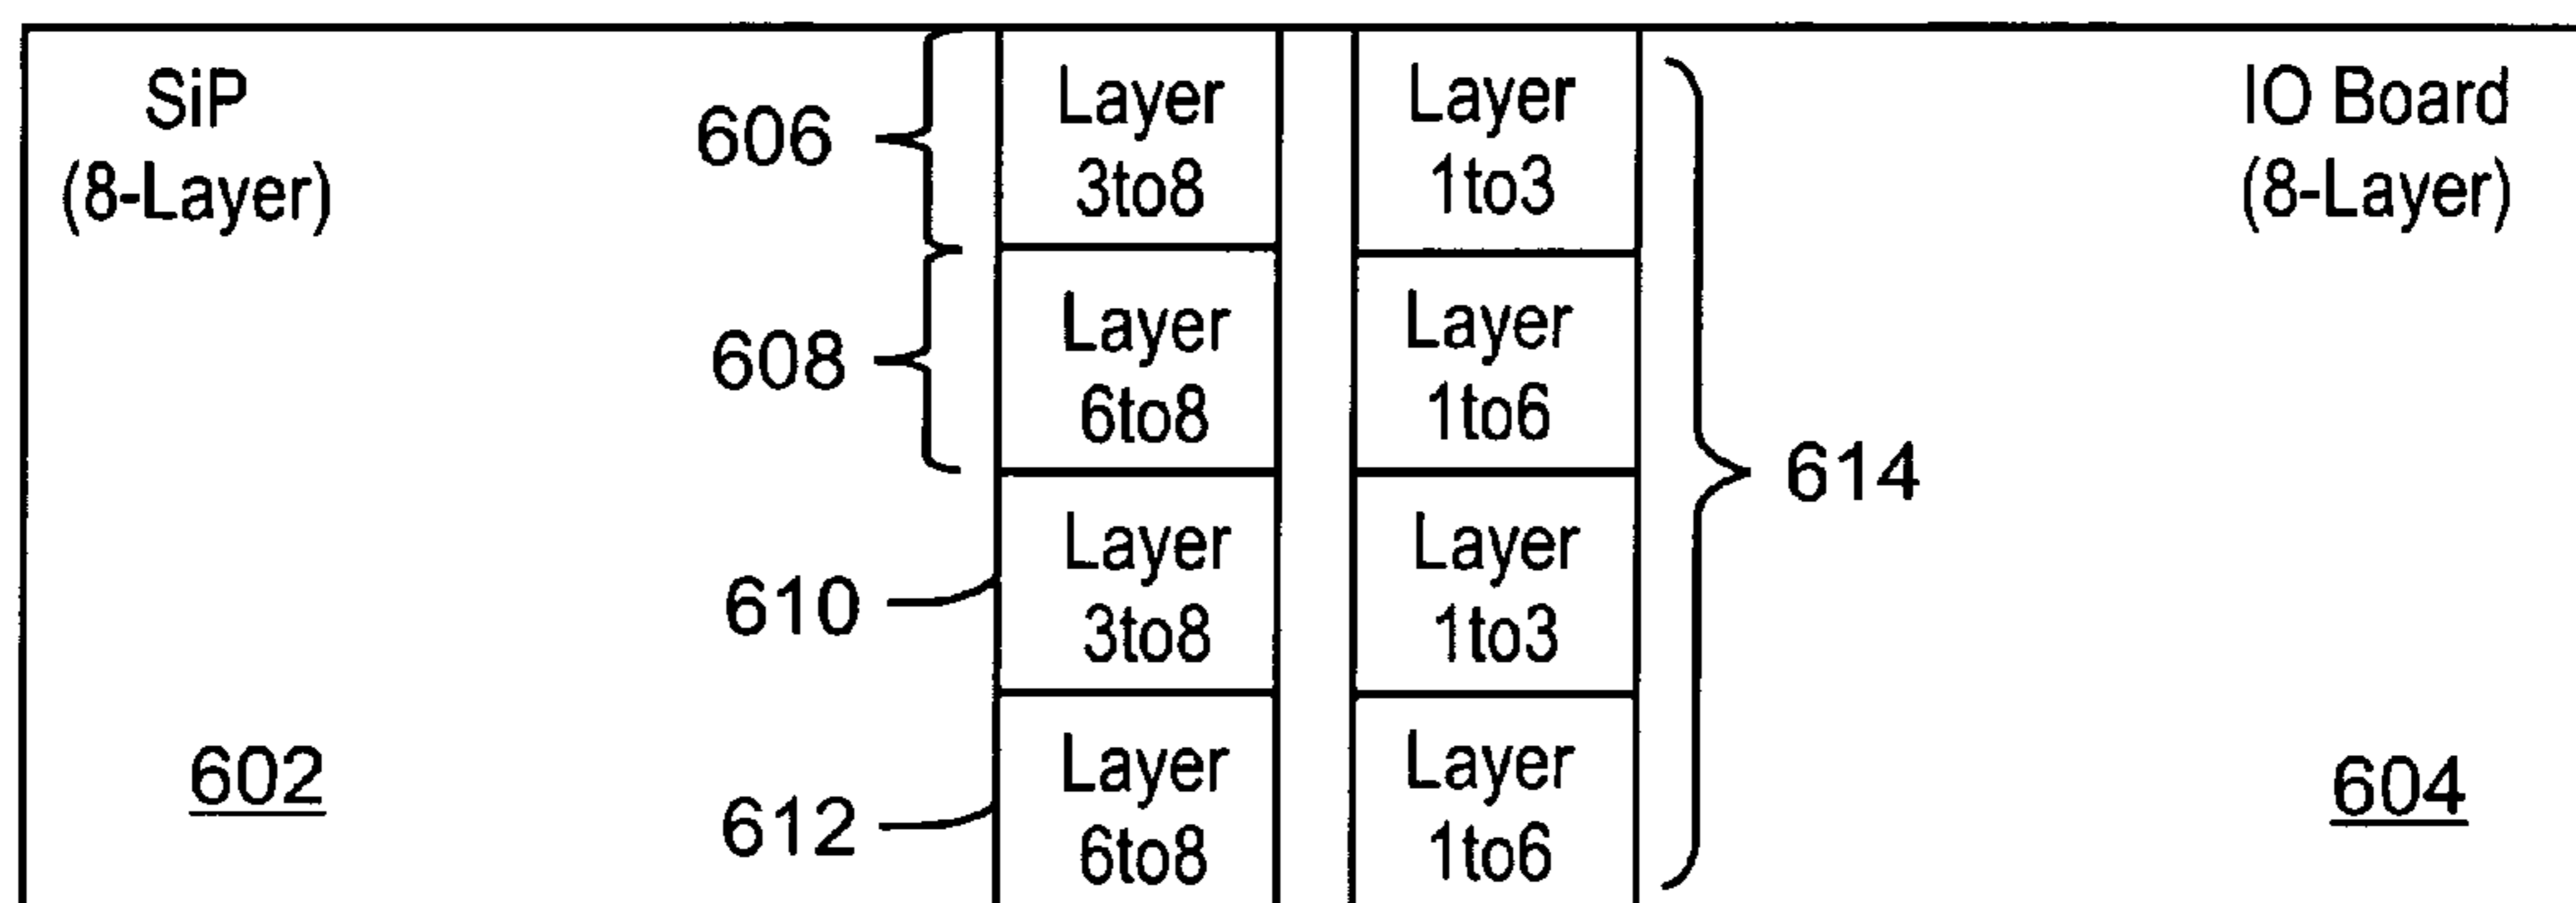 SiP
(8-Layer)
602
606
608
610
612
Layer
3to8
Layer
6to8
Layer
3to8
Layer
6to8
Layer
1to3
Layer
1to6
Layer
1to3
Layer
1to6
614
IO Board
(8-Layer)
604